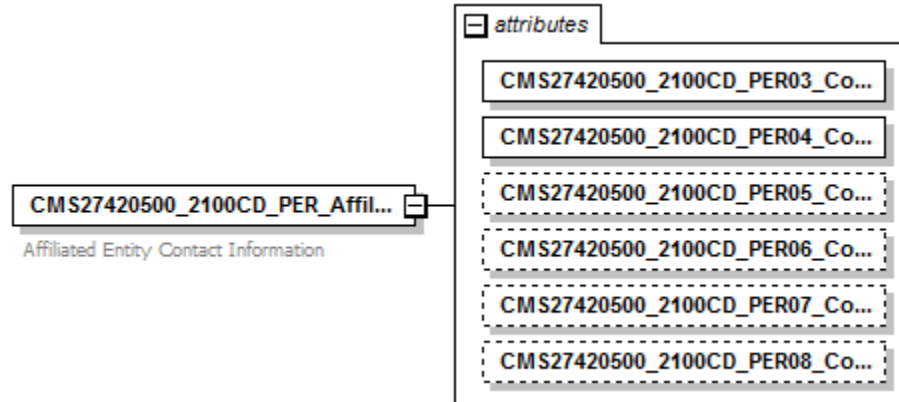 attributes
CMS27420500_2100CD_PER03_Co...
CMS27420500_2100CD_PER04_Co...
CMS27420500_2100CD_PER_Affil...
CMS27420500_2100CD_PER05_Co...
Affiliated Entity Contact Information
CMS27420500_2100CD_PER06_Co...
CMS27420500_2100CD_PER07_Co...
CMS27420500_2100CD_PER08_Co...